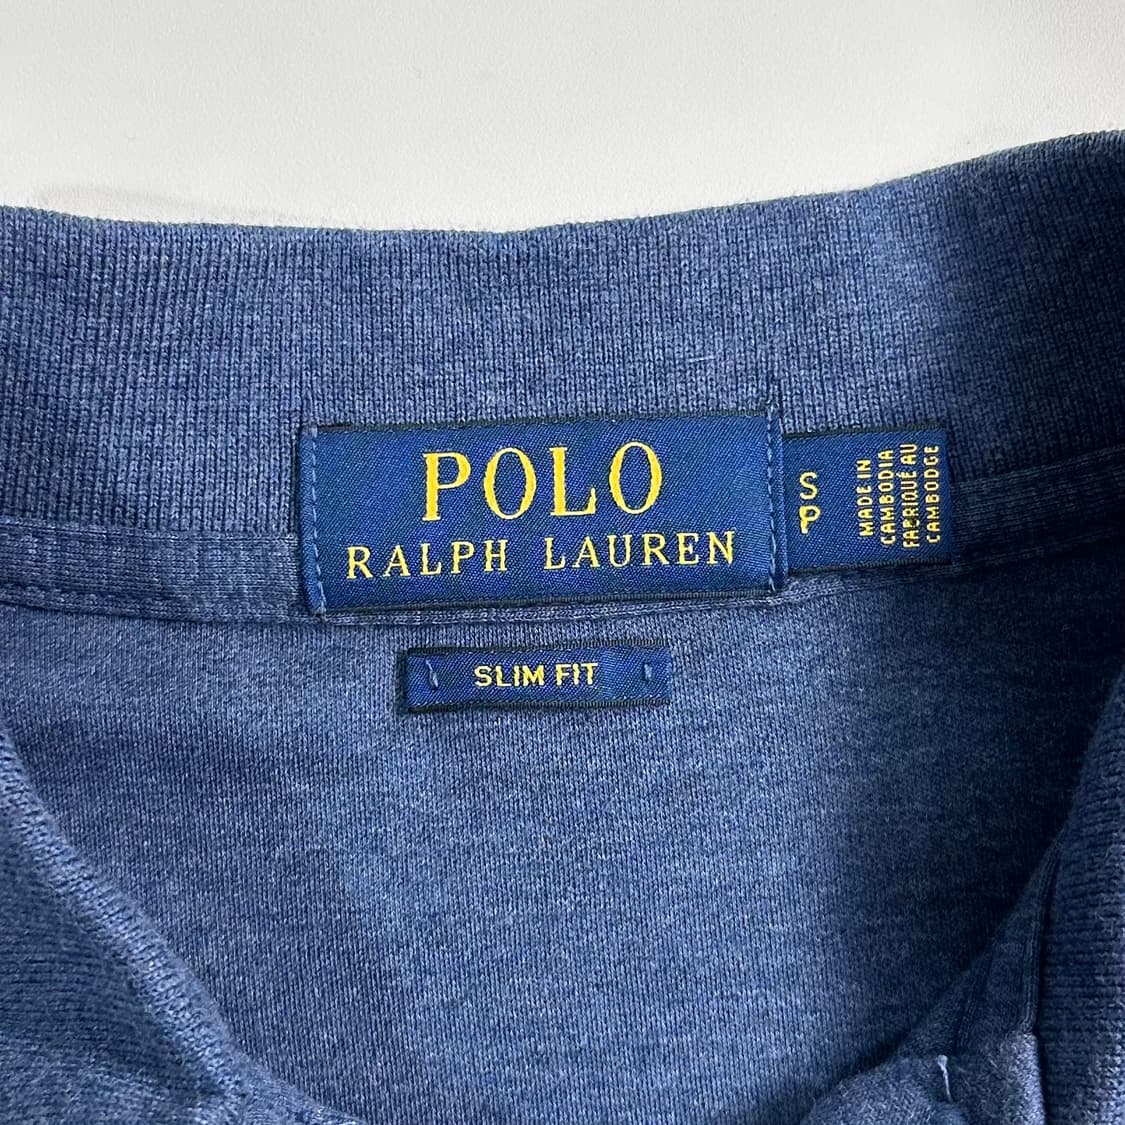 POLO
RALPH LAUREN
S
P
MADE IN
CAMBODIA
FABRIQUÉ AU
CAMBODGE
SLIM FIT